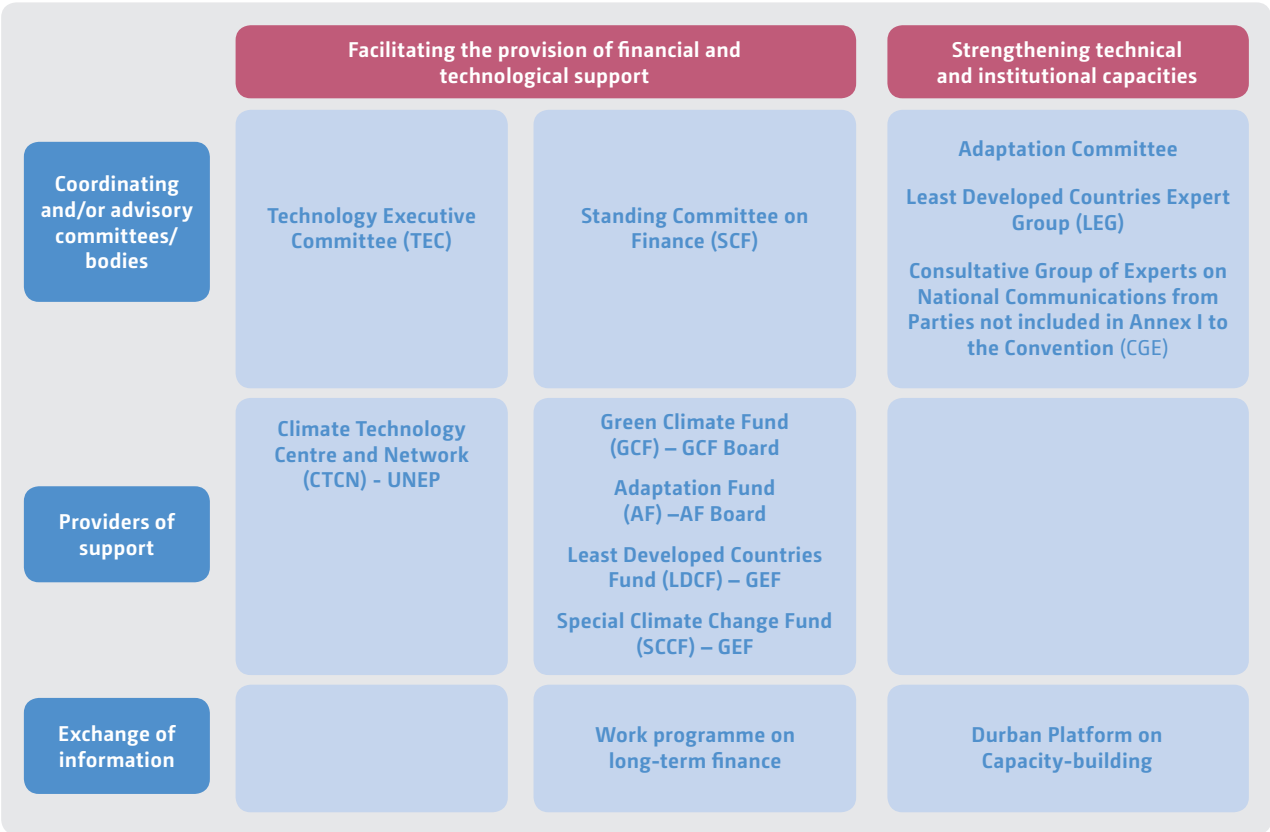 Facilitating the provision of financial and
technological support
Strengthening technical
and institutional capacities
Coordinating
and/or advisory
committees/
bodies
Technology Executive
Committee (TEC)
Standing Committee on
Finance (SCF)
Adaptation Committee
Least Developed Countries Expert
Group (LEG)
Consultative Group of Experts on
National Communications from
Parties not included in Annex I to
the Convention (CGE)
Providers of
support
Climate Technology
Centre and Network
(CTCN) - UNEP
Green Climate Fund
(GCF) – GCF Board
Adaptation Fund
(AF) –AF Board
Least Developed Countries
Fund (LDCF) – GEF
Special Climate Change Fund
(SCCF) – GEF
Exchange of
information
Work programme on
long-term finance
Durban Platform on
Capacity-building